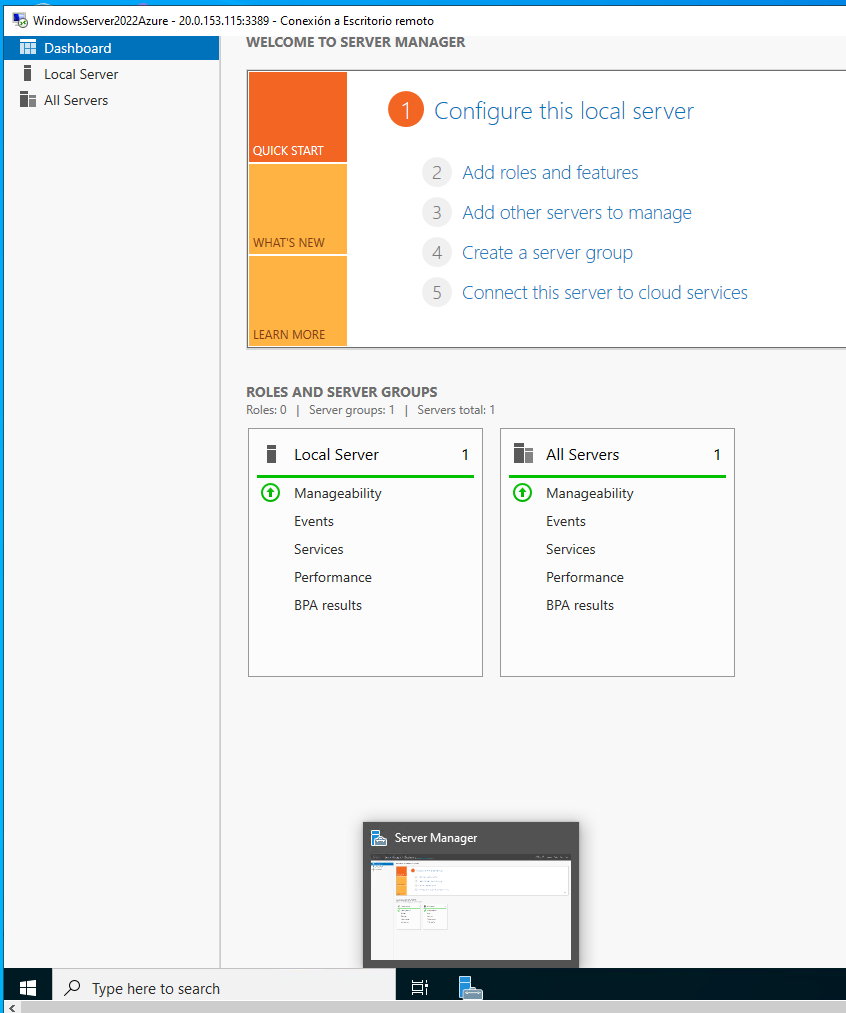 WindowsServer2022Azure - 20.0.153.115:3389 - Conexión a Escritorio remoto
Dashboard
Local Server
All Servers
WELCOME TO SERVER MANAGER
QUICK START
WHAT'S NEW
LEARN MORE
1 Configure this local server
2 Add roles and features
3 Add other servers to manage
4 Create a server group
5 Connect this server to cloud services
ROLES AND SERVER GROUPS
Roles: 0 | Server groups: 1 | Servers total: 1
Local Server 1
Manageability
Events
Services
Performance
BPA results
All Servers 1
Manageability
Events
Services
Performance
BPA results
Server Manager
Type here to search